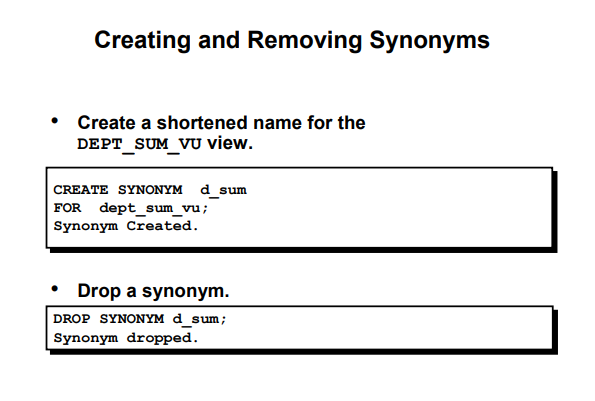 Creating and Removing Synonyms
• Create a shortened name for the
DEPT_SUM_VU view.
CREATE SYNONYM  d_sum
FOR  dept_sum_vu;
Synonym Created.
• Drop a synonym.
DROP SYNONYM d_sum;
Synonym dropped.